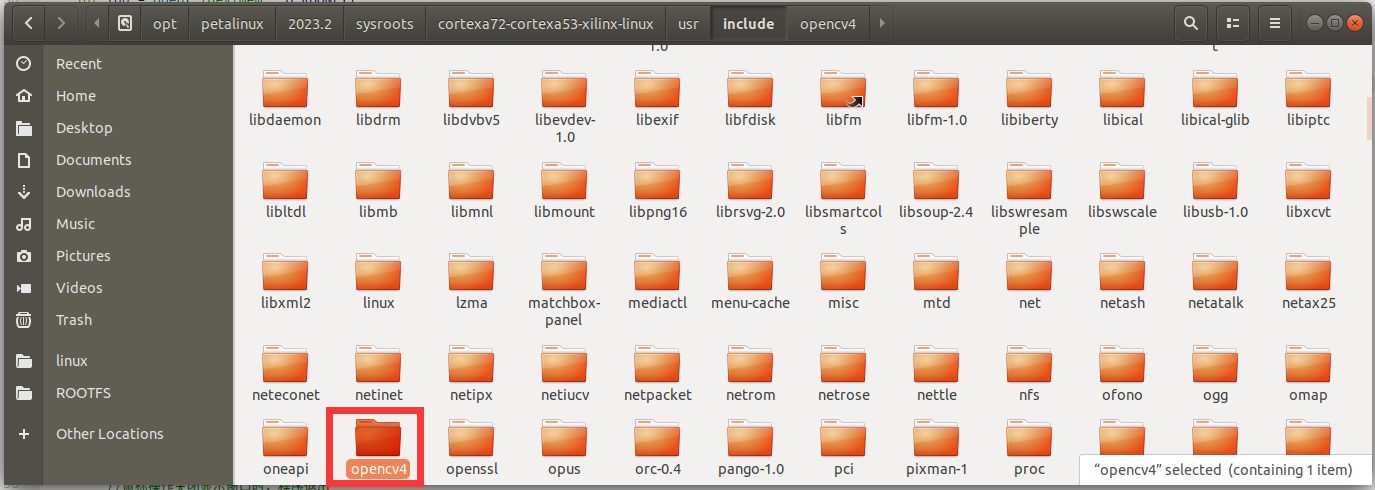 opt petalinux 2023.2 sysroots cortexa72-cortexa53-xilinx-linux usr include opencv4
Recent
Home
Desktop
Documents
Downloads
Music
Pictures
Videos
Trash
linux
ROOTFS
Other Locations
1.0
t
libdaemon libdrm libdvbv5 libevdev-1.0 libexif libfdisk libfm libfm-1.0 libiberty libical libical-glib libiptc
libltdl libmb libmnl libmount libpng16 librsvg-2.0 libsmartcols libsoup-2.4 libswresample libswscale libusb-1.0 libxcvt
libxml2 linux lzma matchbox-panel mediactl menu-cache misc mtd net netash netatalk netax25
neteconet netinet netipx netiucv netpacket netrom netrose nettle nfs ofono ogg omap
oneapi opencv4 openssl opus orc-0.4 pango-1.0 pci pixman-1 proc
“opencv4” selected (containing 1 item)